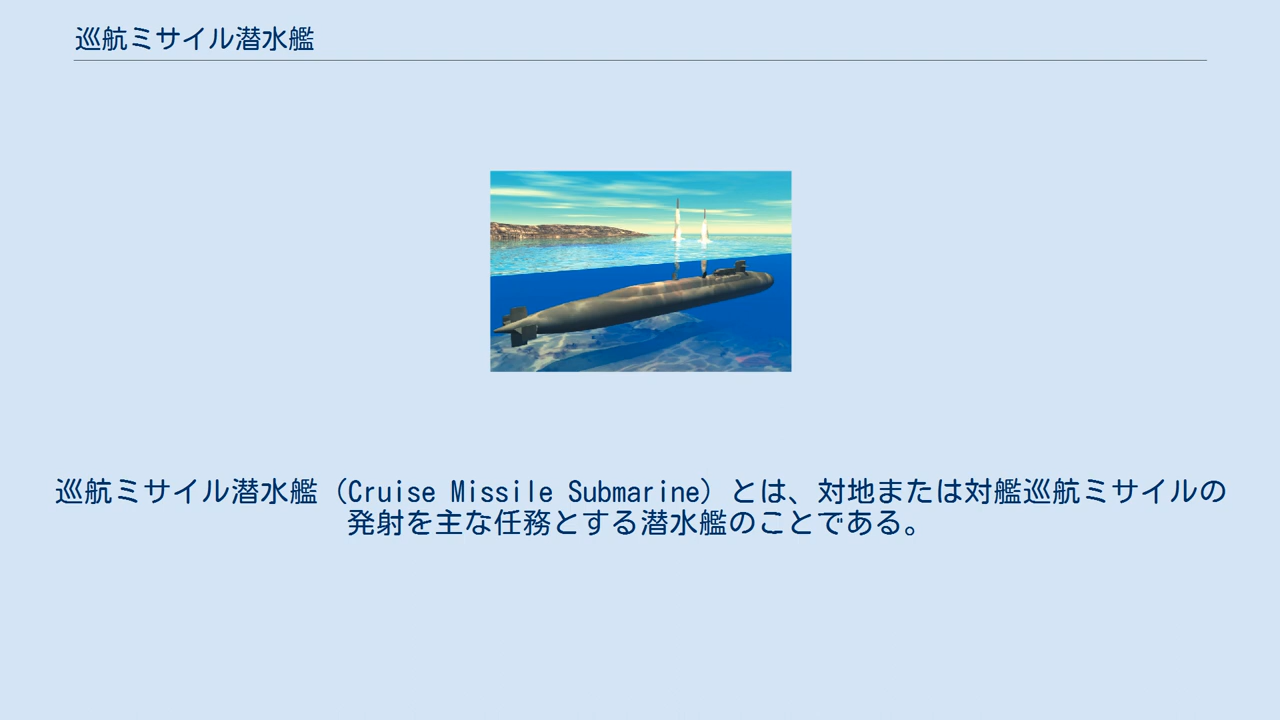 巡航ミサイル潜水艦
巡航ミサイル潜水艦（Cruise Missile Submarine）とは、対地または対艦巡航ミサイルの
発射を主な任務とする潜水艦のことである。